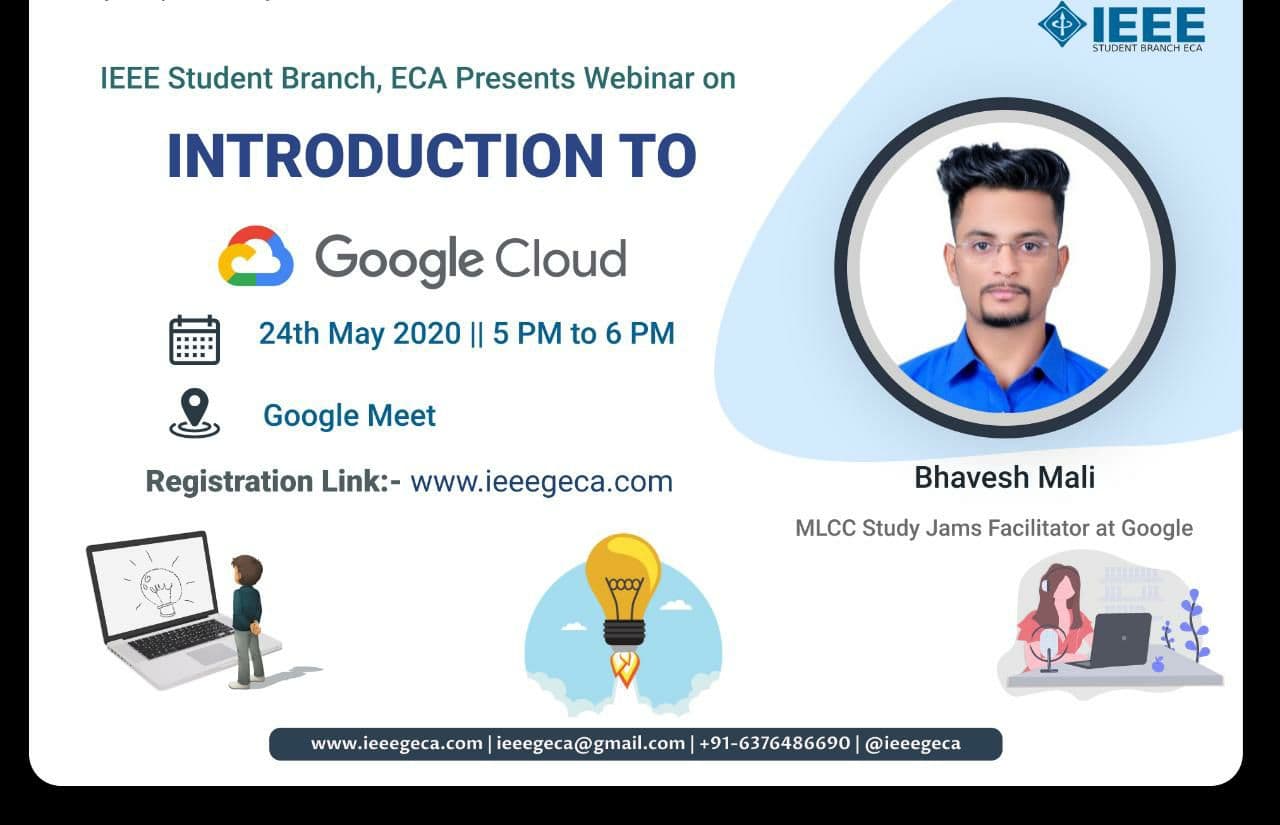 IEEE
STUDENT BRANCH ECA
IEEE Student Branch, ECA Presents Webinar on
INTRODUCTION TO
Google Cloud
24th May 2020 || 5 PM to 6 PM
Google Meet
Registration Link:- www.ieeegeca.com
Bhavesh Mali
MLCC Study Jams Facilitator at Google
www.ieeegeca.com | ieeegeca@gmail.com | +91-6376486690 | @ieeegeca